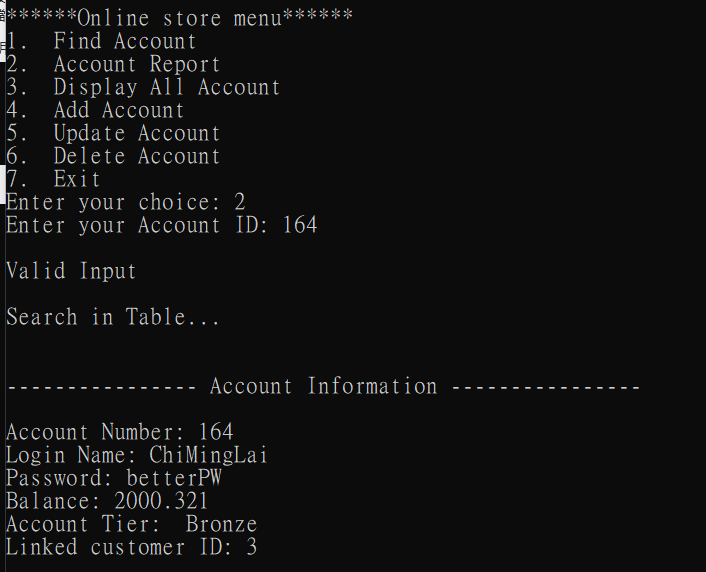 ******Online store menu******
1.  Find Account
2.  Account Report
3.  Display All Account
4.  Add Account
5.  Update Account
6.  Delete Account
7.  Exit
Enter your choice: 2
Enter your Account ID: 164
Valid Input
Search in Table...
---------------- Account Information ----------------
Account Number: 164
Login Name: ChiMingLai
Password: betterPW
Balance: 2000.321
Account Tier:  Bronze
Linked customer ID: 3